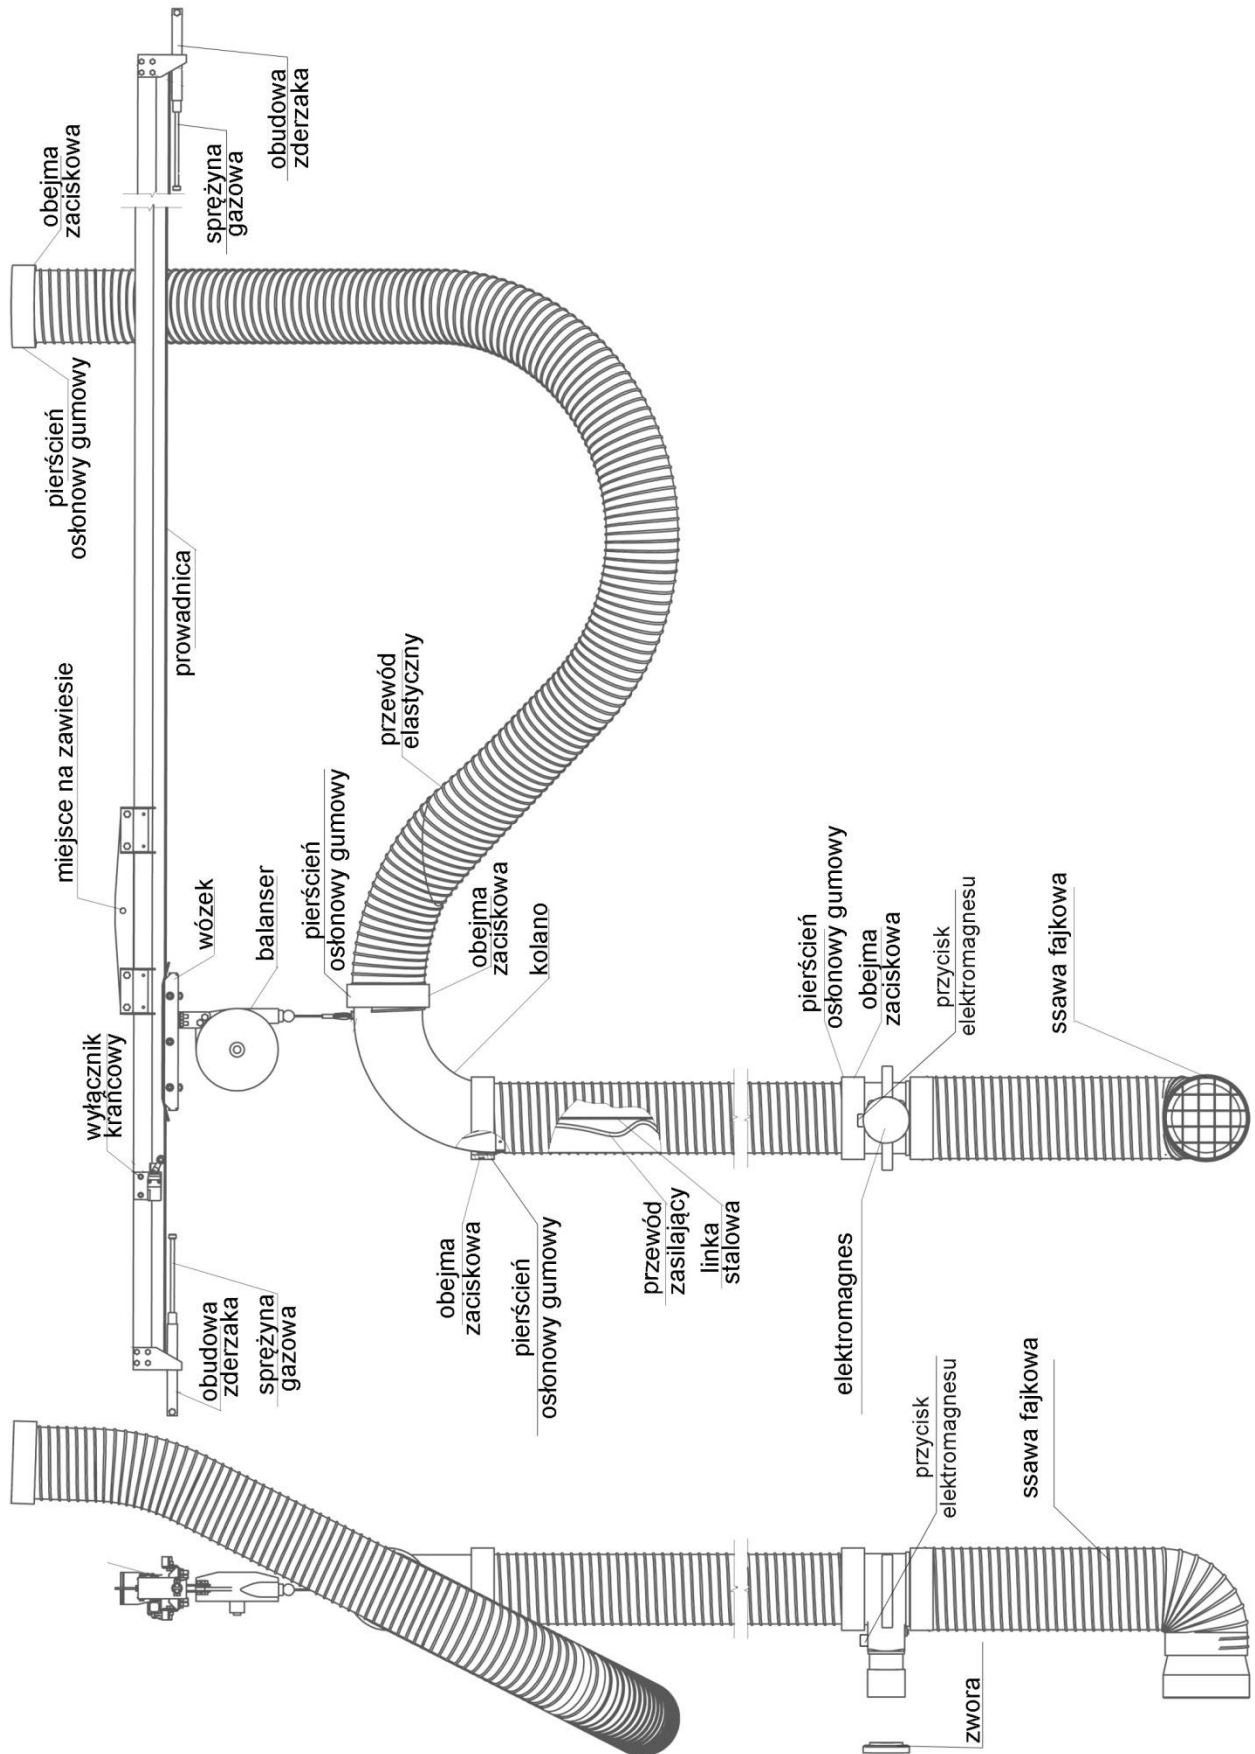 obudowa
zderzaka
sprężyna
gazowa
obejma
zaciskowa
pierścień
osłonowy gumowy
prowadnica
miejsce na zawiesie
przewód
elastyczny
wózek
balanser
pierścień
osłonowy gumowy
obejma
zaciskowa
kolano
wyłącznik
krańcowy
pierścień
osłonowy gumowy
obejma
zaciskowa
przycisk
elektromagnesu
ssawa fajkowa
obudowa
zderzaka
sprężyna
gazowa
obejma
zaciskowa
pierścień
osłonowy gumowy
przewód
zasilający
linka
stalowa
elektromagnes
przycisk
elektromagnesu
ssawa fajkowa
zwora